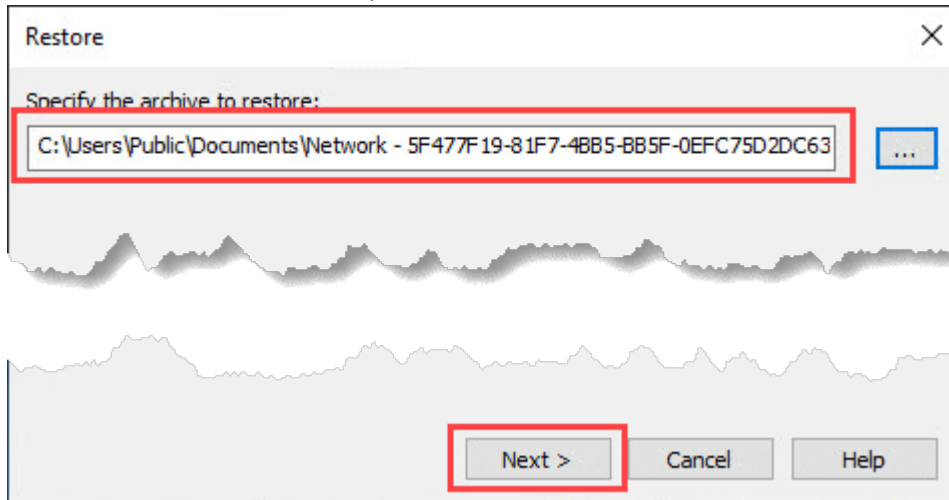 Restore
Specify the archive to restore:
C:\Users\Public\Documents\Network - 5F477F19-81F7-4BB5-BB5F-0EFC75D2DC63
...
Next > Cancel Help